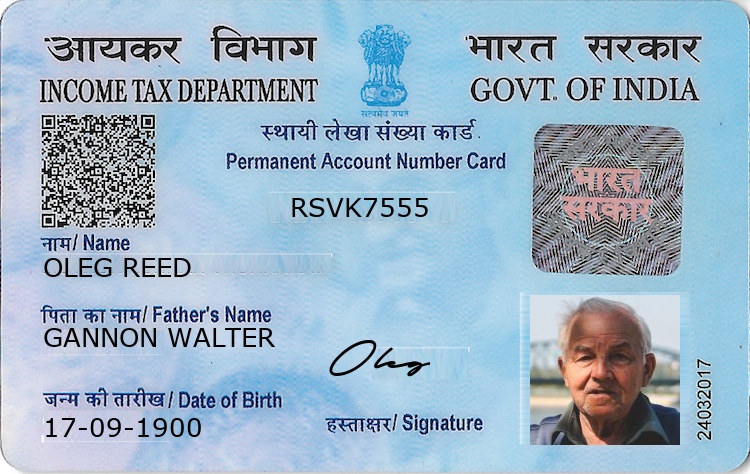 आयकर विभाग
INCOME TAX DEPARTMENT
भारत सरकार
GOVT. OF INDIA
सत्यमेव जयते
स्थायी लेखा संख्या कार्ड
Permanent Account Number Card
RSVK7555
भारत
सरकार
नाम/ Name
OLEG REED
पिता का नाम/ Father's Name
GANNON WALTER
Oleg
जन्म की तारीख/ Date of Birth
17-09-1900
हस्ताक्षर/ Signature
24032017